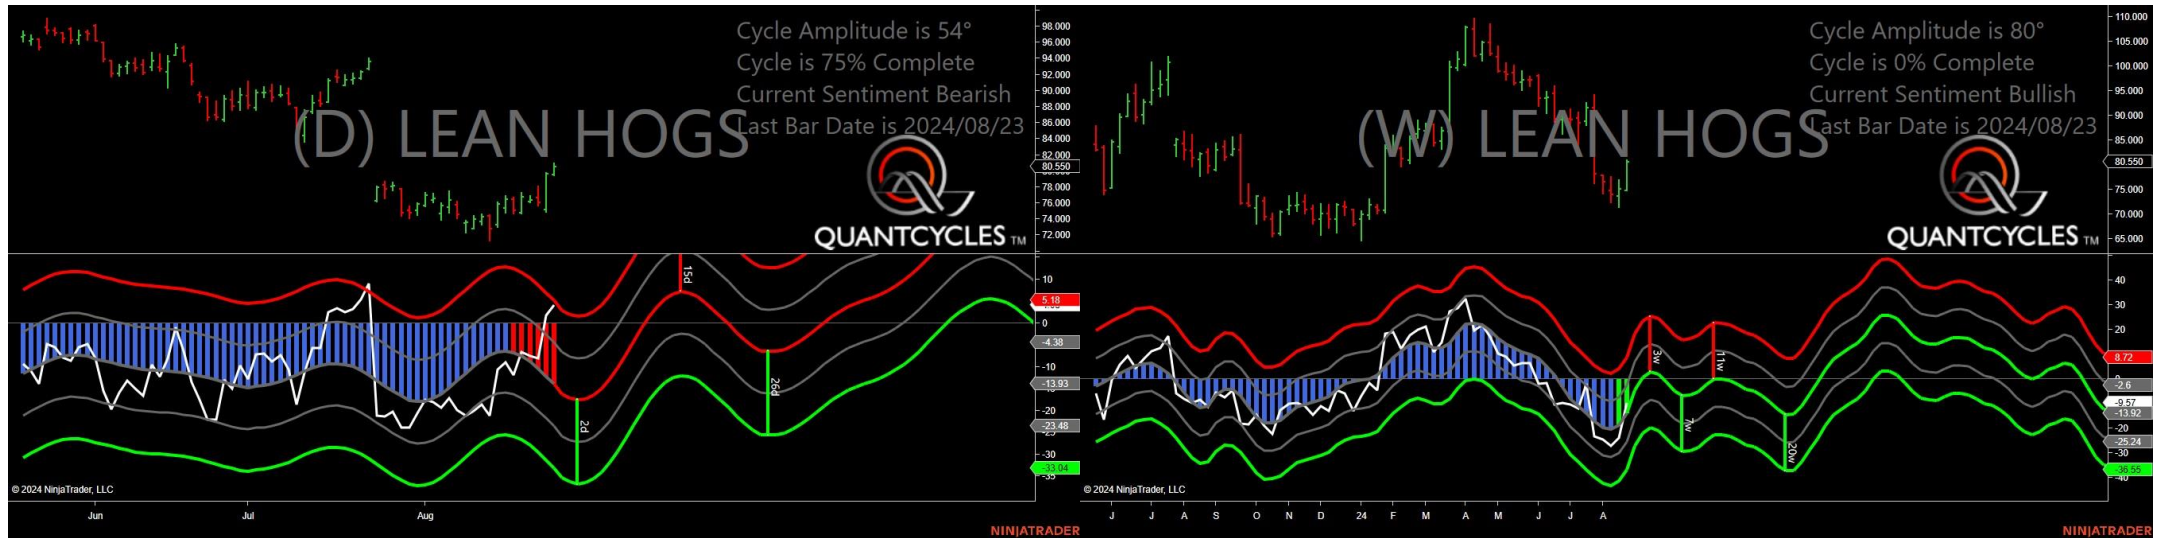 Cycle Amplitude is 54°
Cycle is 75% Complete
Current Sentiment Bearish
Last Bar Date is 2024/08/23
(D) LEAN HOGS
QUANTCYCLES TM
98.000
96.000
94.000
92.000
90.000
88.000
86.000
84.000
82.000
80.550
78.000
76.000
74.000
72.000
15d
2d
26d
10
5.18
0
-4.38
-10
-13.93
-20
-23.48
-30
-33.04
-35
© 2024 NinjaTrader, LLC
Jun Jul Aug
NINJATRADER
Cycle Amplitude is 80°
Cycle is 0% Complete
Current Sentiment Bullish
Last Bar Date is 2024/08/23
(W) LEAN HOGS
QUANTCYCLES TM
110.000
105.000
100.000
95.000
90.000
85.000
80.550
75.000
70.000
65.000
3w
11w
7w
20w
40
30
20
8.72
-2.6
-9.57
-13.92
-20
-25.24
-30
-36.55
-40
© 2024 NinjaTrader, LLC
J J A S O N D 24 F M A M J J A
NINJATRADER